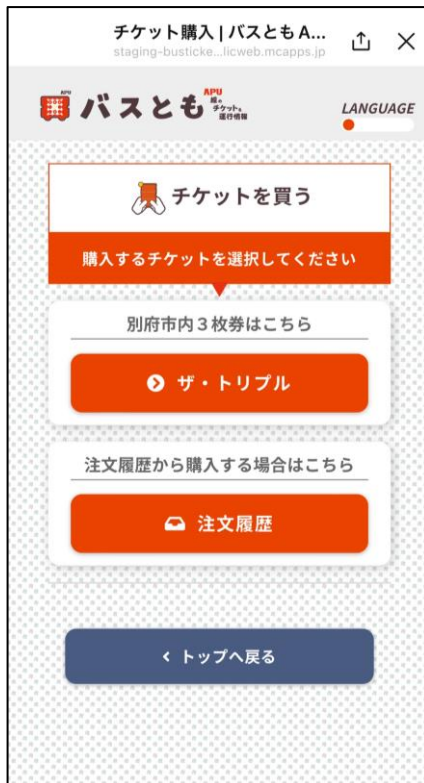 チケット購入 | バスとも A...
staging-busticke...licweb.mcapps.jp
APU
バスとも
APU
線の
チケット&
運行情報
LANGUAGE
チケットを買う
購入するチケットを選択してください
別府市内３枚券はこちら
ザ・トリプル
注文履歴から購入する場合はこちら
注文履歴
トップへ戻る